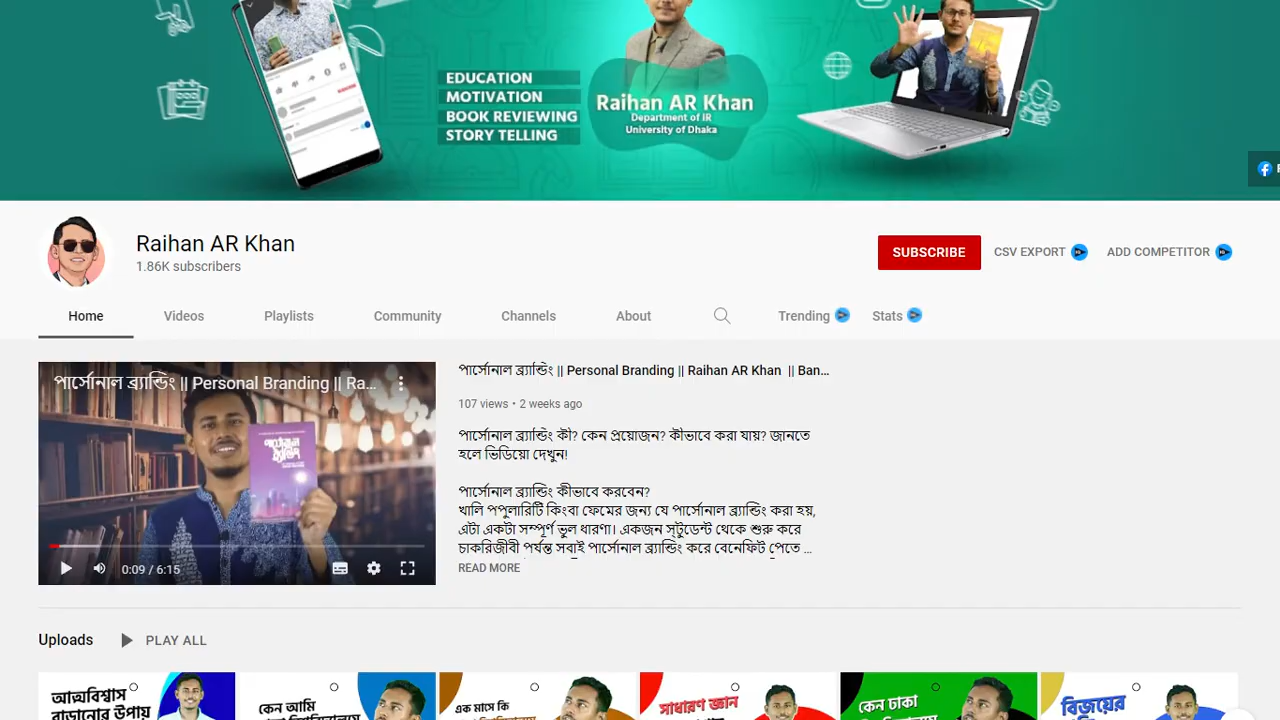 EDUCATION
MOTIVATION
BOOK REVIEWING
STORY TELLING
Raihan AR Khan
Department of IR
University of Dhaka
Raihan AR Khan
1.86K subscribers
SUBSCRIBE
CSV EXPORT
ADD COMPETITOR
Home Videos Playlists Community Channels About Trending Stats
পার্সোনাল ব্র্যান্ডিং || Personal Branding || Ra...
পার্সোনাল ব্র্যান্ডিং
0:09 / 6:15
পার্সোনাল ব্র্যান্ডিং || Personal Branding || Raihan AR Khan || Ban...
107 views • 2 weeks ago
পার্সোনাল ব্র্যান্ডিং কী? কেন প্রয়োজন? কীভাবে করা যায়? জানতে
হলে ভিডিয়ো দেখুন!
পার্সোনাল ব্র্যান্ডিং কীভাবে করবেন?
খালি পপুলারিটি কিংবা ফেমের জন্য যে পার্সোনাল ব্র্যান্ডিং করা হয়,
এটা একটা সম্পূর্ণ ভুল ধারণা। একজন স্টুডেন্ট থেকে শুরু করে
চাকরিজীবী পর্যন্ত সবাই পার্সোনাল ব্র্যান্ডিং করে বেনেফিট পেতে ...
READ MORE
Uploads PLAY ALL
আত্মবিশ্বাস
বাড়ানোর উপায়
কেন আমি
এক মাসে কি
সাধারণ জ্ঞান
কেন ঢাকা
বিজয়ের